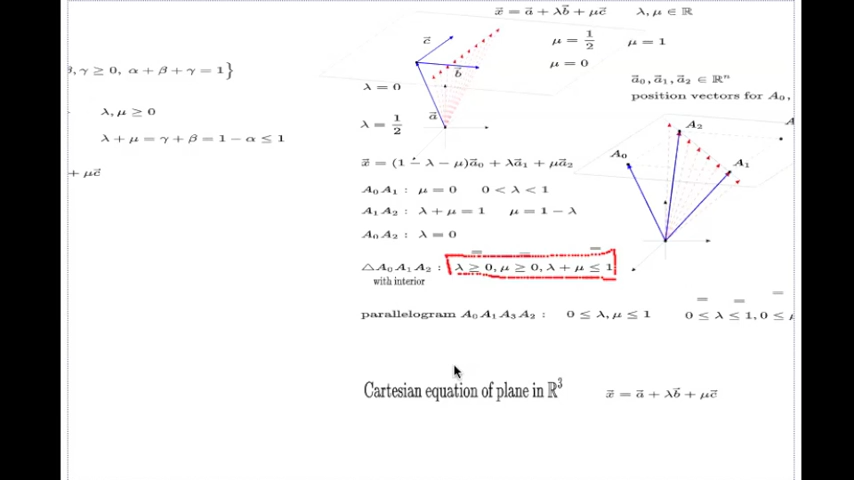 β, γ ≥ 0, α + β + γ = 1}
λ, μ ≥ 0
λ + μ = γ + β = 1 − α ≤ 1
+ μc⃗
x⃗ = a⃗ + λb⃗ + μc⃗ λ, μ ∈ ℝ
μ = 1/2 μ = 1
μ = 0
c⃗
b⃗
a⃗
λ = 0
λ = 1/2
a⃗₀, a⃗₁, a⃗₂ ∈ ℝⁿ
position vectors for A₀,
A₀
A₂
A₁
A
x⃗ = (1 − λ − μ)a⃗₀ + λa⃗₁ + μa⃗₂
A₀A₁ : μ = 0 0 < λ < 1
A₁A₂ : λ + μ = 1 μ = 1 − λ
A₀A₂ : λ = 0
△A₀A₁A₂ : λ ≥ 0, μ ≥ 0, λ + μ ≤ 1
with interior
parallelogram A₀A₁A₃A₂ : 0 ≤ λ, μ ≤ 1 0 ≤ λ ≤ 1, 0 ≤ μ
Cartesian equation of plane in ℝ³ x⃗ = a⃗ + λb⃗ + μc⃗